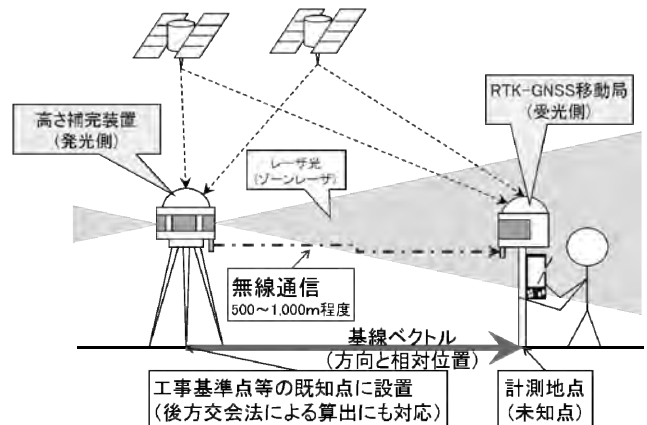 RTK-GNSS移動局
(受光側)
高さ補完装置
(発光側)
レーザ光
(ゾーンレーザ)
無線通信
500～1,000m程度
基線ベクトル
(方向と相対位置)
工事基準点等の既知点に設置
(後方交会法による算出にも対応)
計測地点
(未知点)